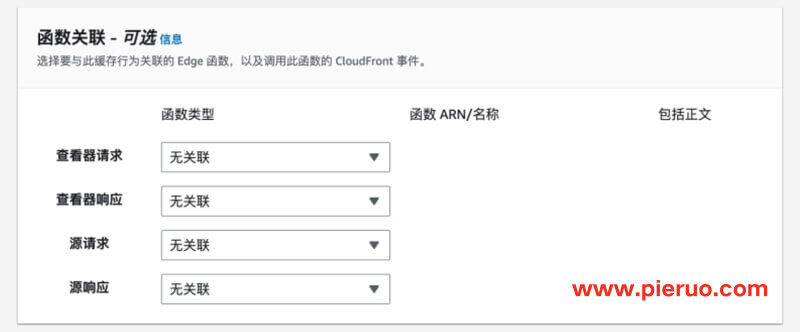 函数关联 - 可选 信息
选择要与此缓存行为关联的 Edge 函数，以及调用此函数的 CloudFront 事件。
函数类型 函数 ARN/名称 包括正文
查看器请求 无关联
查看器响应 无关联
源请求 无关联
源响应 无关联
www.pieruo.com